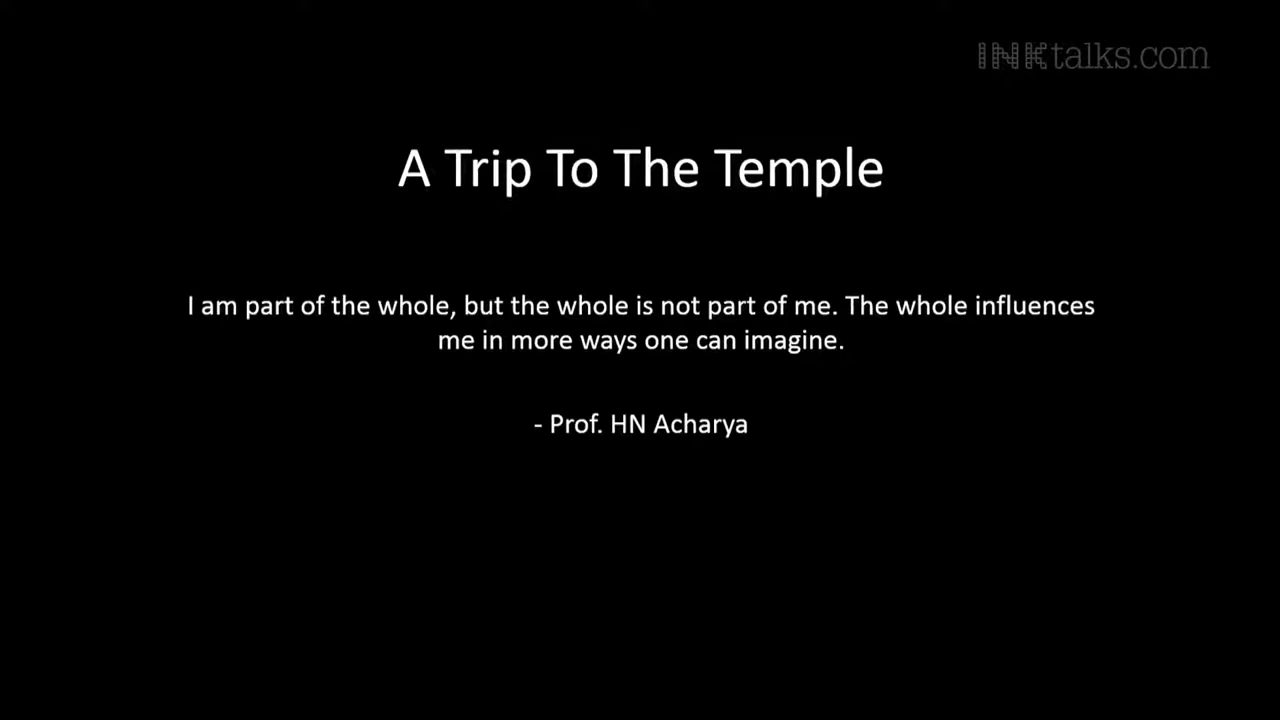 INKtalks.com
A Trip To The Temple
I am part of the whole, but the whole is not part of me. The whole influences
me in more ways one can imagine.
- Prof. HN Acharya